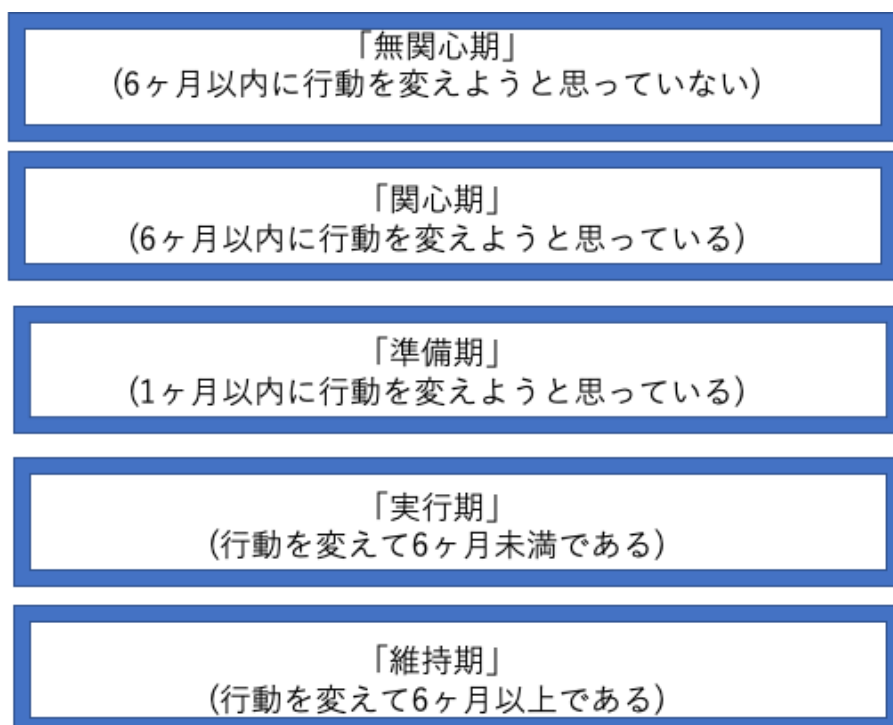 「無関心期」
(6ヶ月以内に行動を変えようと思っていない)
「関心期」
(6ヶ月以内に行動を変えようと思っている)
「準備期」
(1ヶ月以内に行動を変えようと思っている)
「実行期」
(行動を変えて6ヶ月未満である)
「維持期」
(行動を変えて6ヶ月以上である)